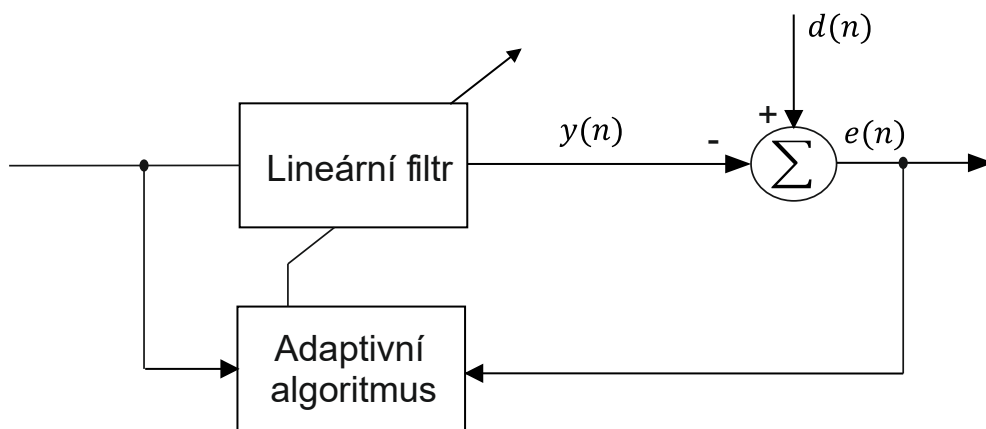 d(n)
+
y(n)
-
e(n)
Lineární filtr
∑
Adaptivní
algoritmus